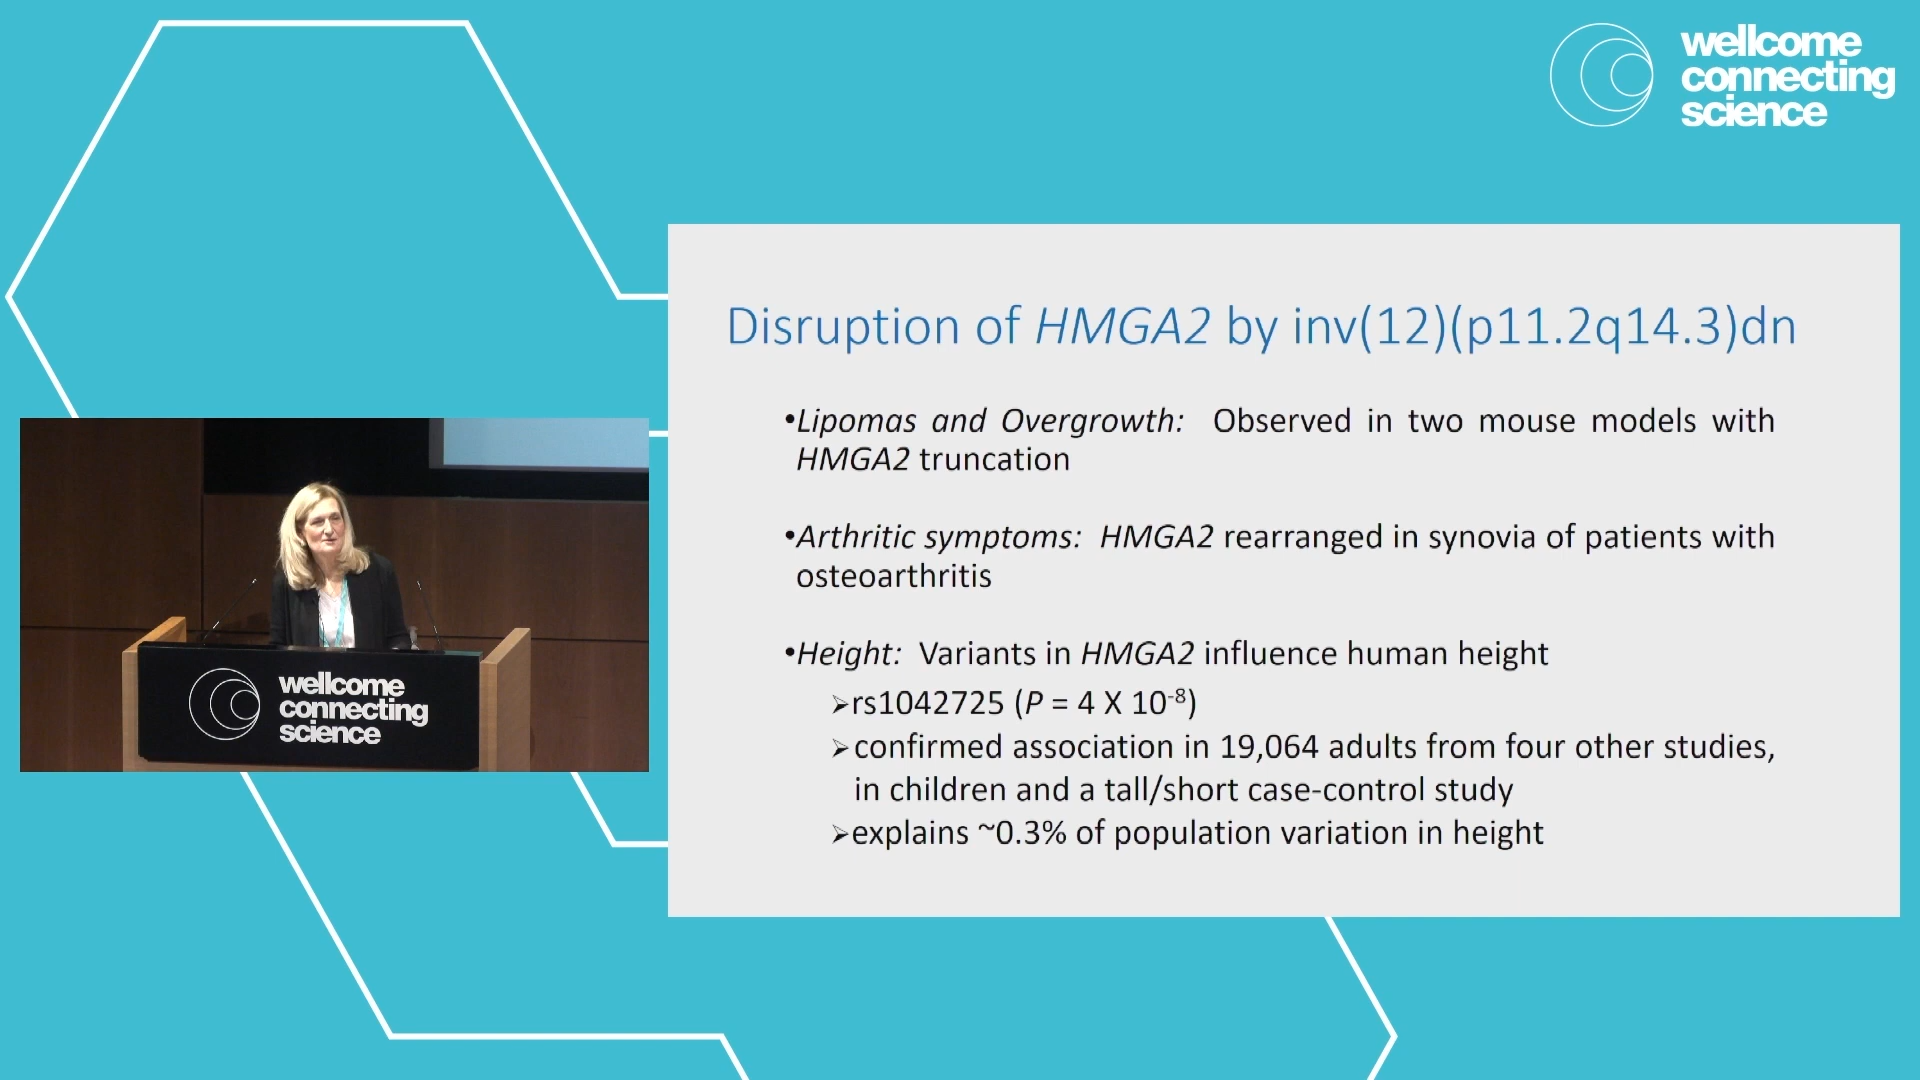 wellcome
connecting
science
Disruption of HMGA2 by inv(12)(p11.2q14.3)dn
•Lipomas and Overgrowth: Observed in two mouse models with
HMGA2 truncation
•Arthritic symptoms: HMGA2 rearranged in synovia of patients with
osteoarthritis
•Height: Variants in HMGA2 influence human height
➢rs1042725 (P = 4 X 10⁻⁸)
➢confirmed association in 19,064 adults from four other studies,
in children and a tall/short case-control study
➢explains ~0.3% of population variation in height
wellcome
connecting
science